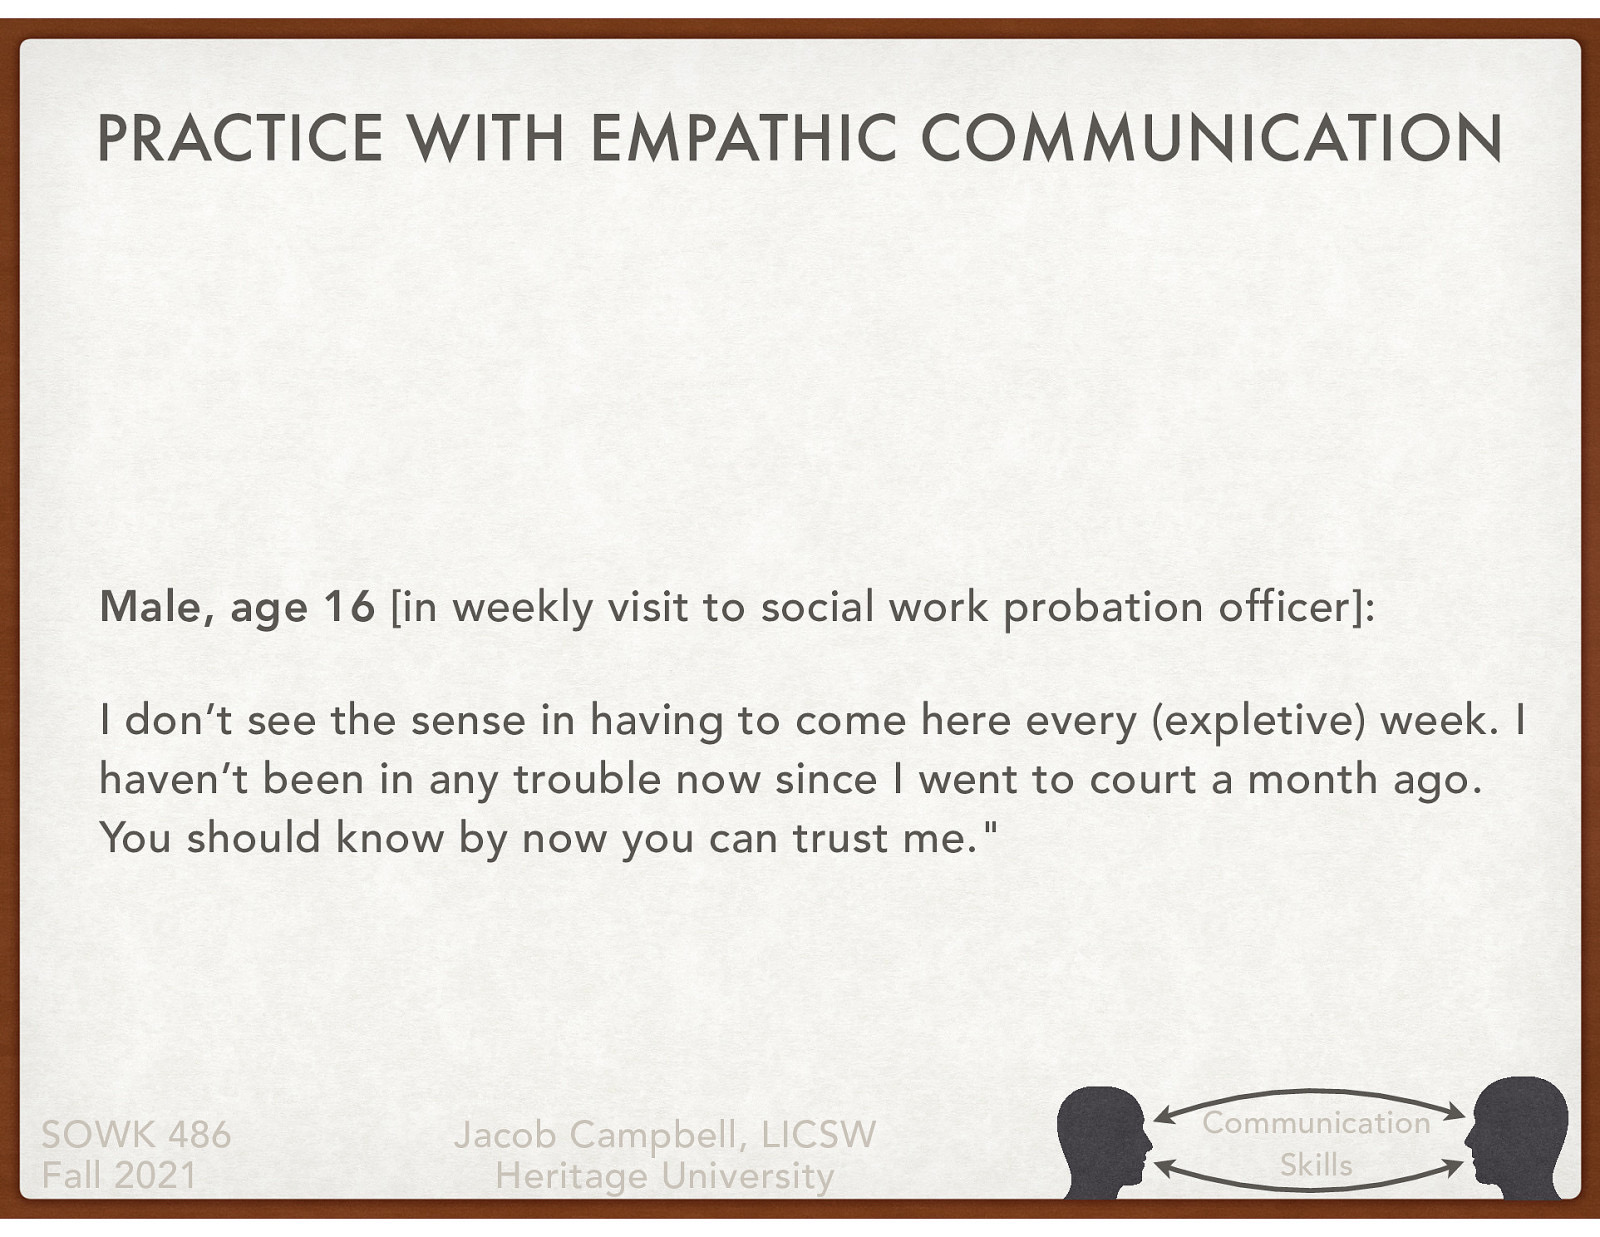 PRACTICE WITH EMPATHIC COMMUNICATION
Male, age 16 [in weekly visit to social work probation officer]:
I don’t see the sense in having to come here every (expletive) week. I
haven’t been in any trouble now since I went to court a month ago.
You should know by now you can trust me."
SOWK 486
Fall 2021
Jacob Campbell, LICSW
Heritage University
Communication
Skills